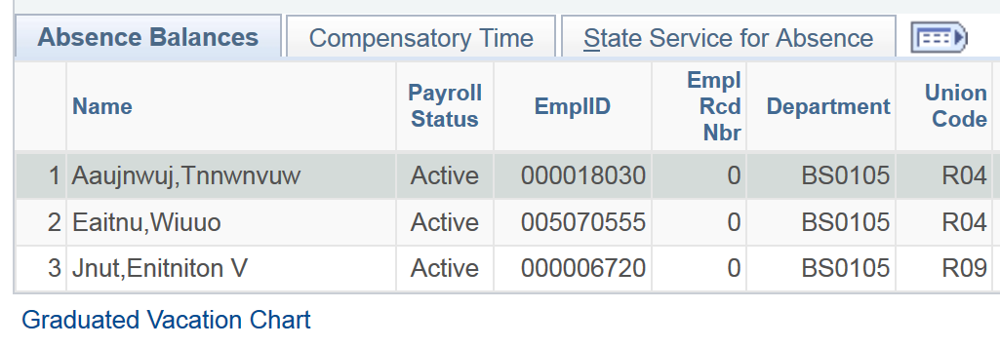 Absence Balances Compensatory Time State Service for Absence
Name Payroll Status EmplID Empl Rcd Nbr Department Union Code
1 Aaujnwuj,Tnnwnvuw Active 000018030 0 BS0105 R04
2 Eaitnu,Wiuuo Active 005070555 0 BS0105 R04
3 Jnut,Enitniton V Active 000006720 0 BS0105 R09
Graduated Vacation Chart